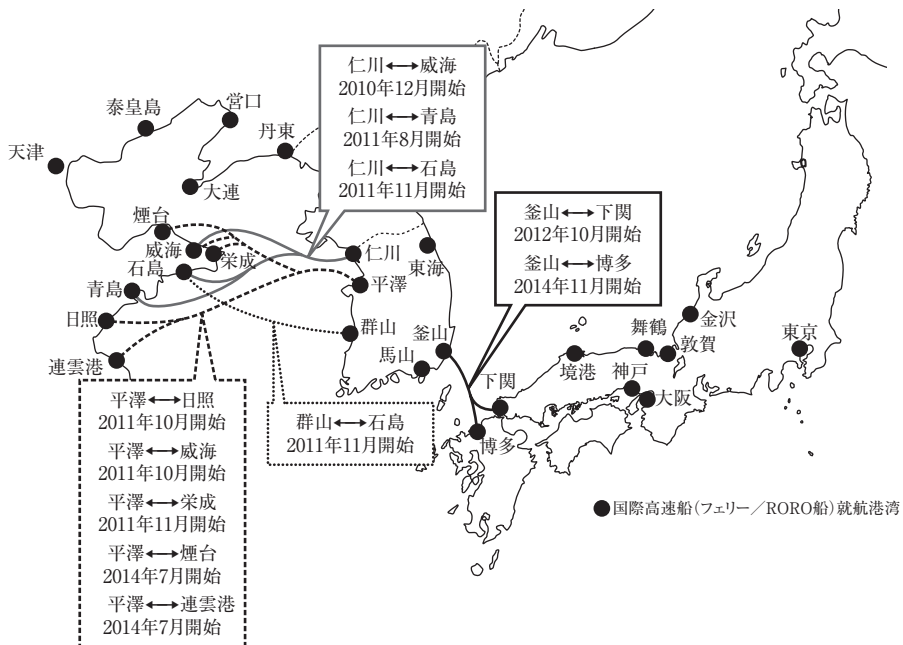 仁川⟷威海
2010年12月開始
仁川⟷青島
2011年8月開始
仁川⟷石島
2011年11月開始
釜山⟷下関
2012年10月開始
釜山⟷博多
2014年11月開始
平澤⟷日照
2011年10月開始
平澤⟷威海
2011年10月開始
平澤⟷栄成
2011年11月開始
平澤⟷煙台
2014年7月開始
平澤⟷連雲港
2014年7月開始
群山⟷石島
2011年11月開始
営口
泰皇島
丹東
天津
大連
煙台
威海
栄成
石島
青島
日照
連雲港
仁川
平澤
東海
群山
釜山
馬山
下関
博多
境港
舞鶴
敦賀
金沢
神戸
大阪
東京
●国際高速船(フェリー／RORO船)就航港湾